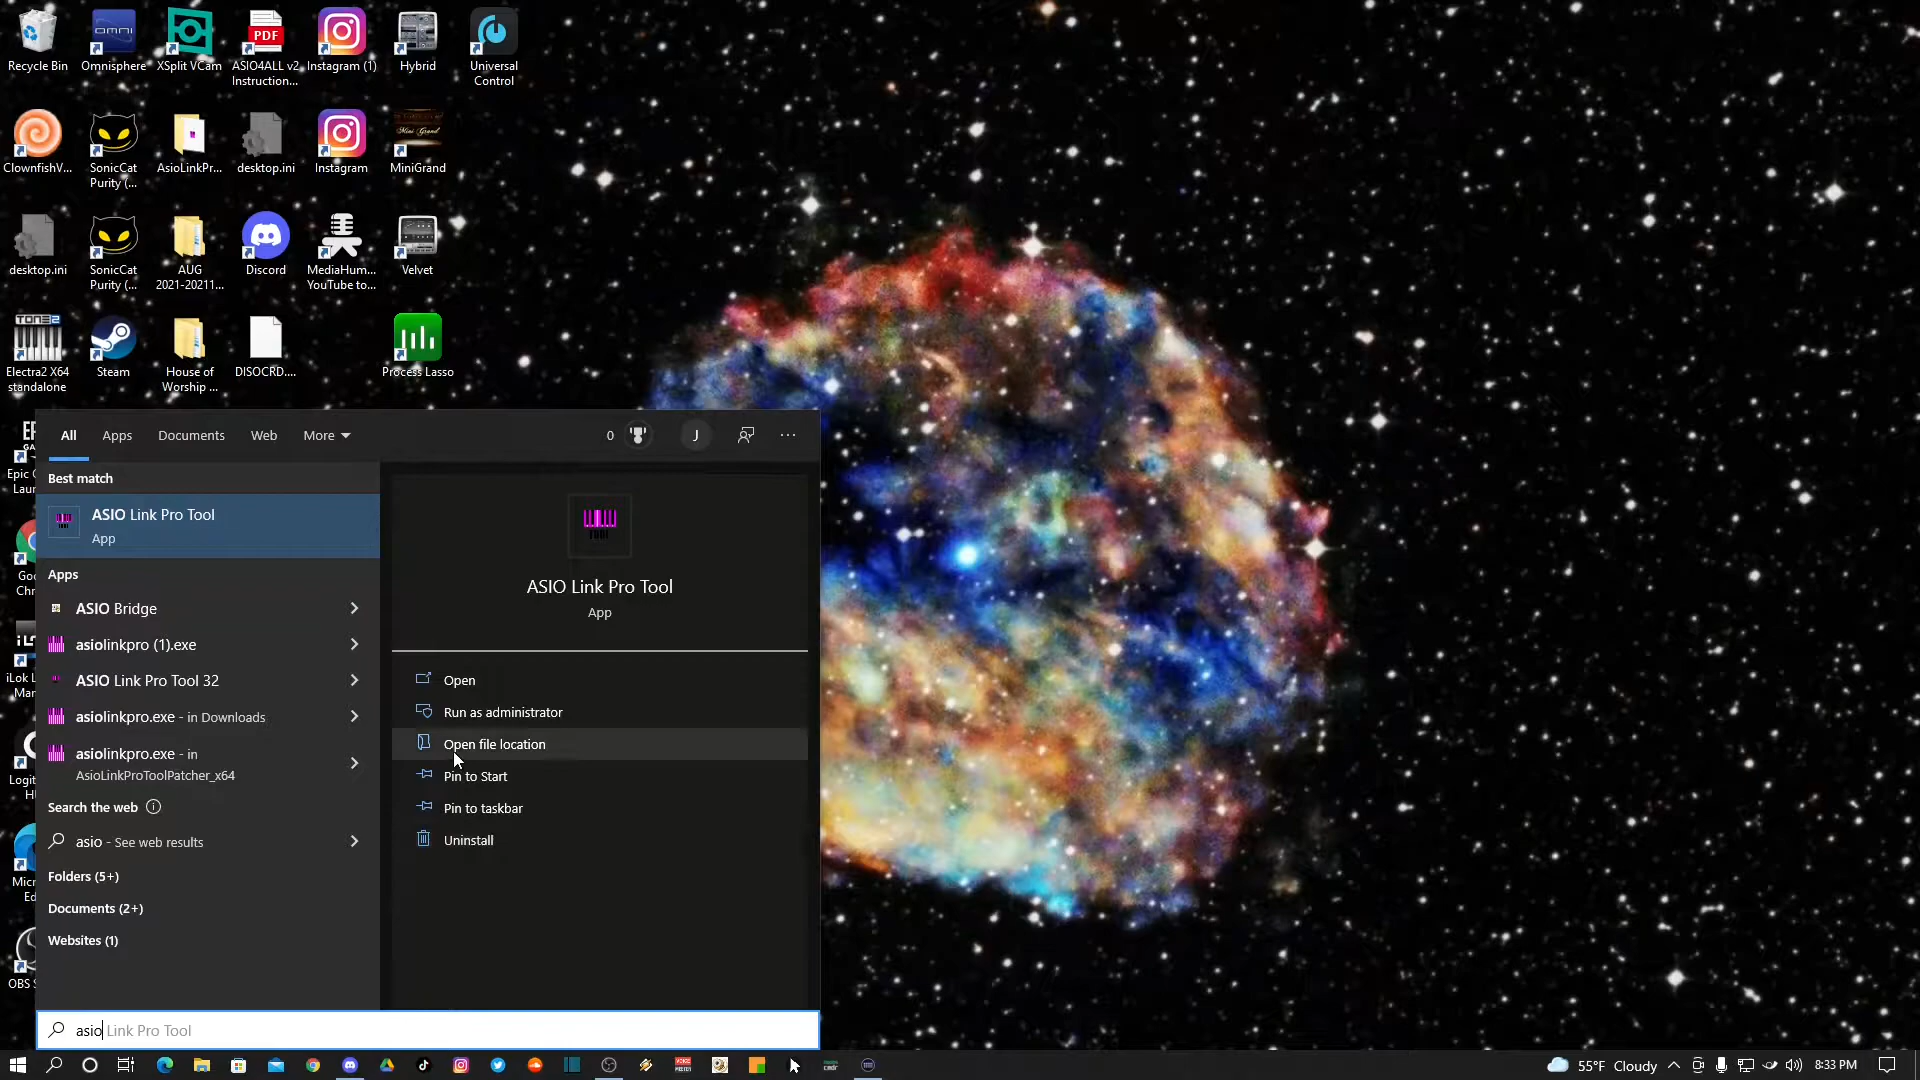 Recycle Bin
Omnisphere
XSplit VCam
ASIO4ALL v2
Instruction...
Instagram (1)
Hybrid
Universal
Control
ClownfishV...
SonicCat
Purity (...
AsioLinkPr...
desktop.ini
Instagram
MiniGrand
desktop.ini
SonicCat
Purity (...
AUG
2021-20211...
Discord
MediaHum...
YouTube to...
Velvet
Electra2 X64
standalone
Steam
House of
Worship ...
DISOCRD....
Process Lasso
All
Apps
Documents
Web
More
0
J
Best match
ASIO Link Pro Tool
App
Apps
ASIO Bridge
asiolinkpro (1).exe
ASIO Link Pro Tool 32
asiolinkpro.exe - in Downloads
asiolinkpro.exe - in
AsioLinkProToolPatcher_x64
Search the web
asio - See web results
Folders (5+)
Documents (2+)
Websites (1)
ASIO Link Pro Tool
App
Open
Run as administrator
Open file location
Pin to Start
Pin to taskbar
Uninstall
asio Link Pro Tool
55°F Cloudy
8:33 PM